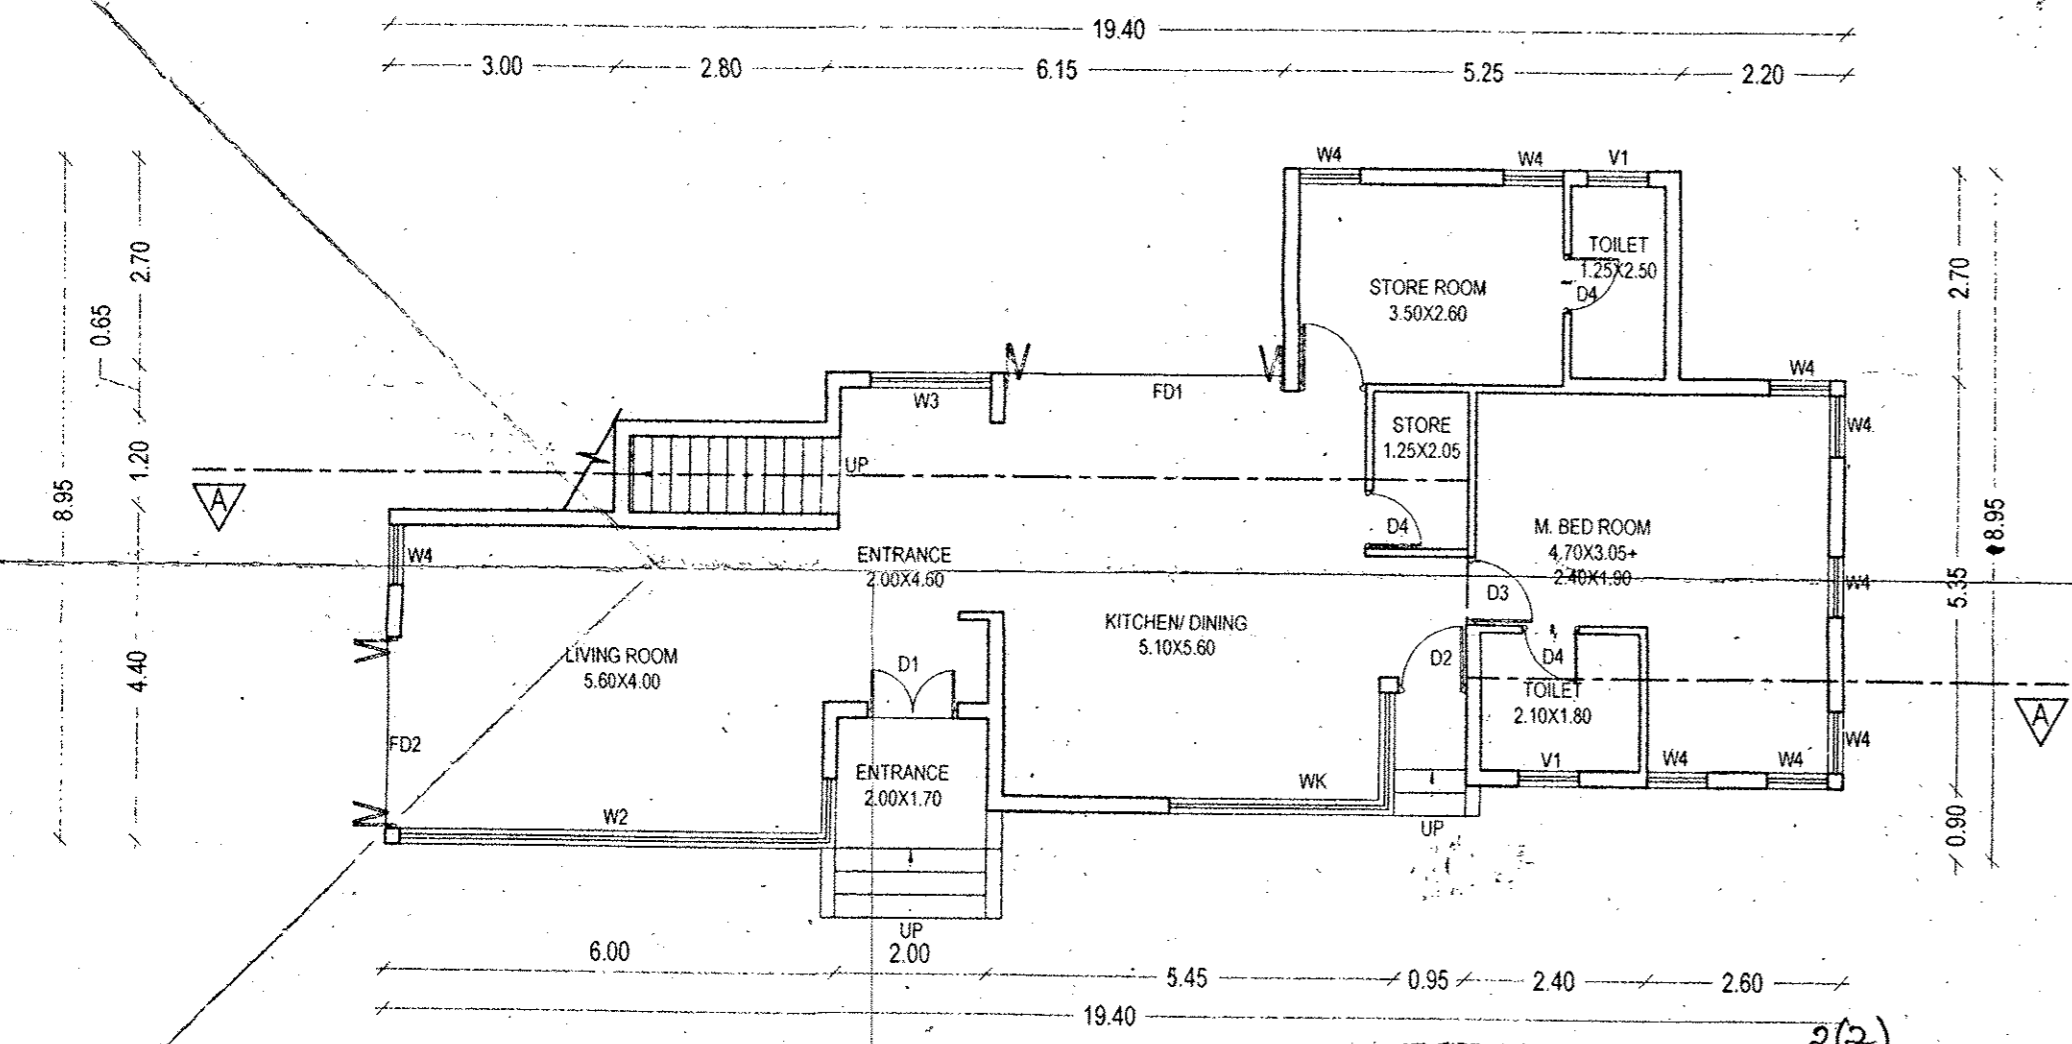 19.40
3.00 2.80 6.15 5.25 2.20
W4 W4 V1
8.95
0.65
2.70
1.20
4.40
TOILET
1.25X2.50
D4
STORE ROOM
3.50X2.60
2.70
8.95
5.35
0.90
W3
FD1
W4
STORE
1.25X2.05
W4
UP
A
D4
M. BED ROOM
4.70X3.05+
2.40X1.90
W4
ENTRANCE
2.00X4.60
W4
D3
KITCHEN/ DINING
5.10X5.60
LIVING ROOM
5.60X4.00
D1
D2
D4
TOILET
2.10X1.80
A
FD2
W4
ENTRANCE
2.00X1.70
V1
W4
W4
WK
W2
UP
UP
6.00 2.00 5.45 0.95 2.40 2.60
19.40
2(2)